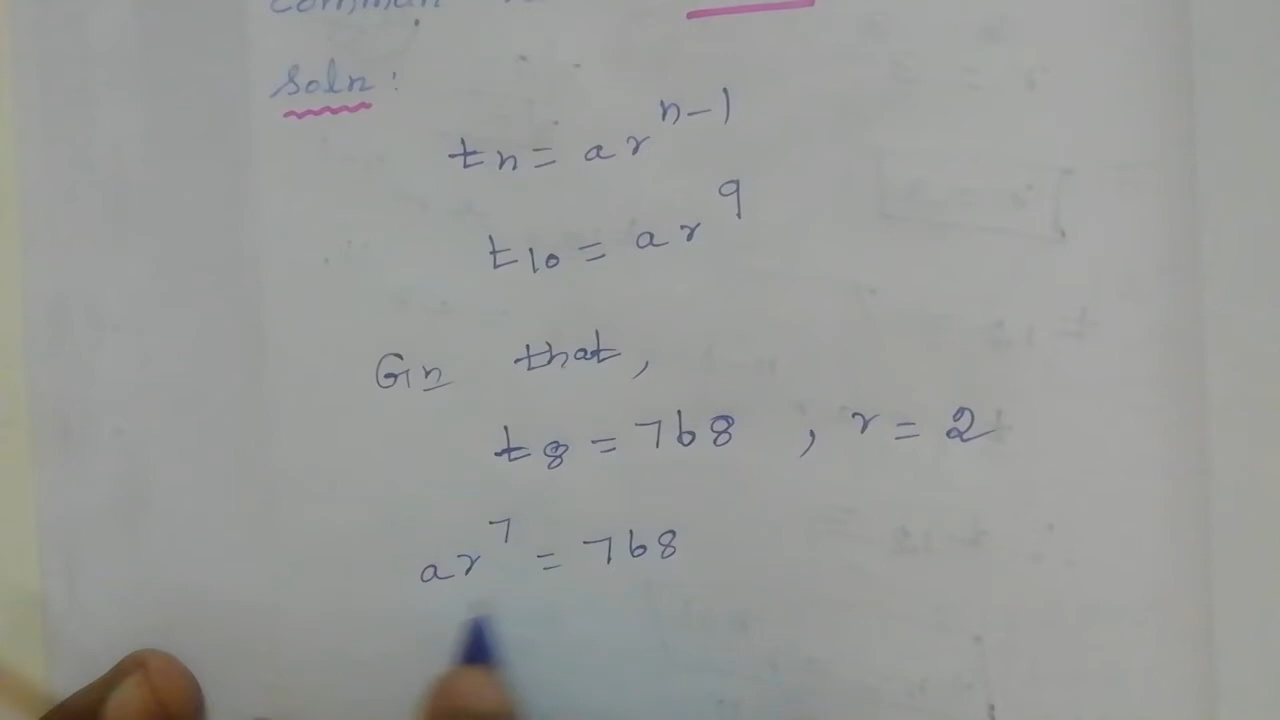 Soln:
tn = ar^n-1
t10 = ar^9
Gn that,
t8 = 768 , r = 2
ar^7 = 768